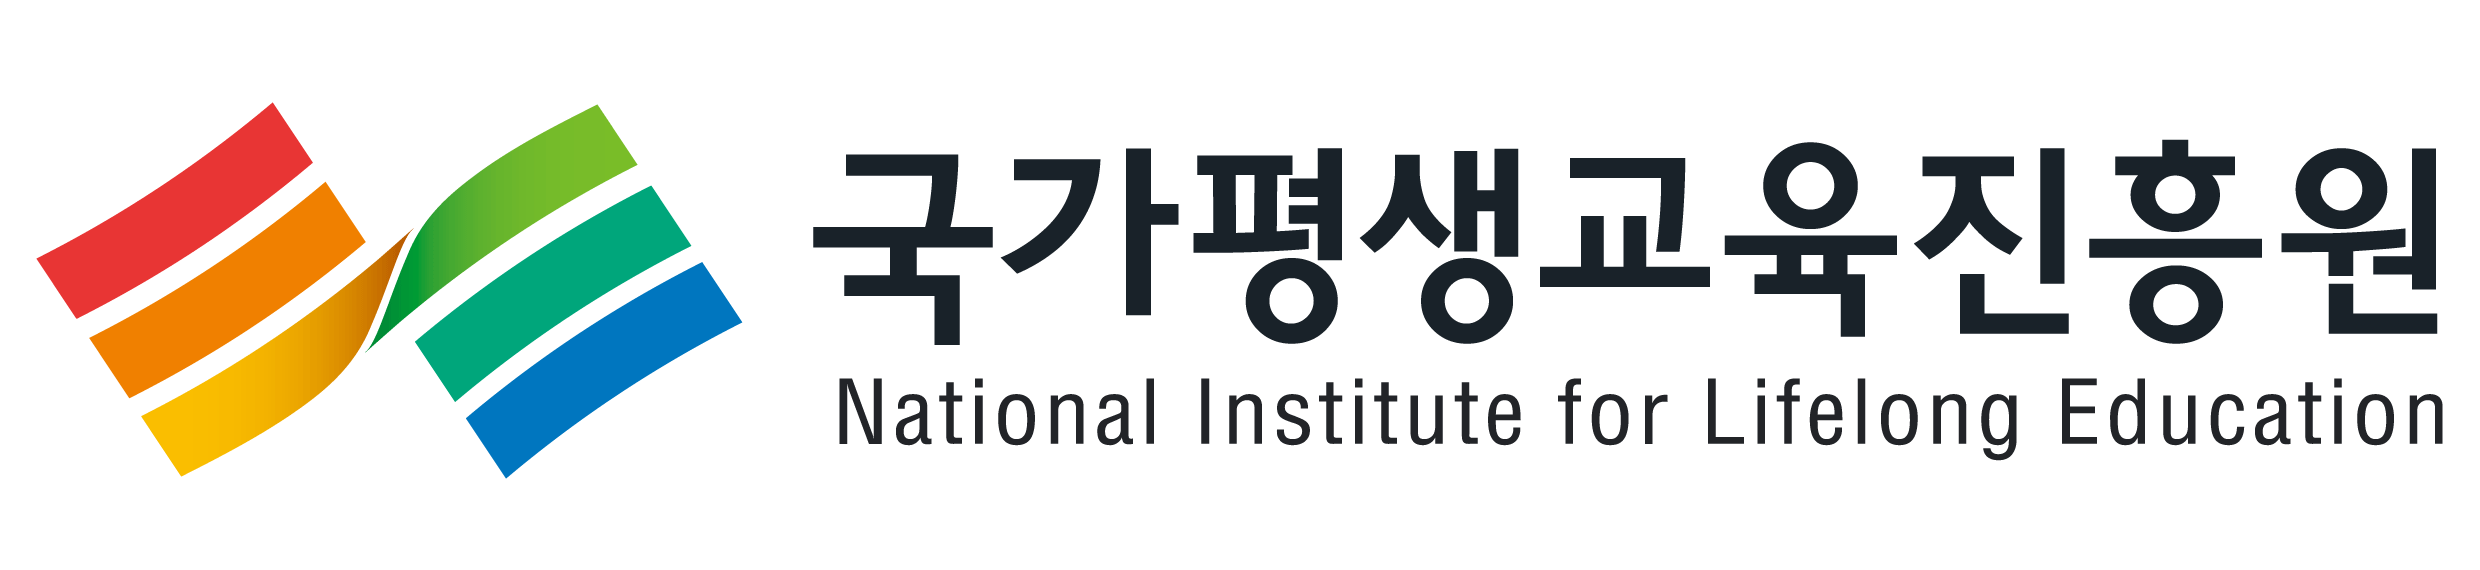 국가평생교육진흥원
National Institute for Lifelong Education